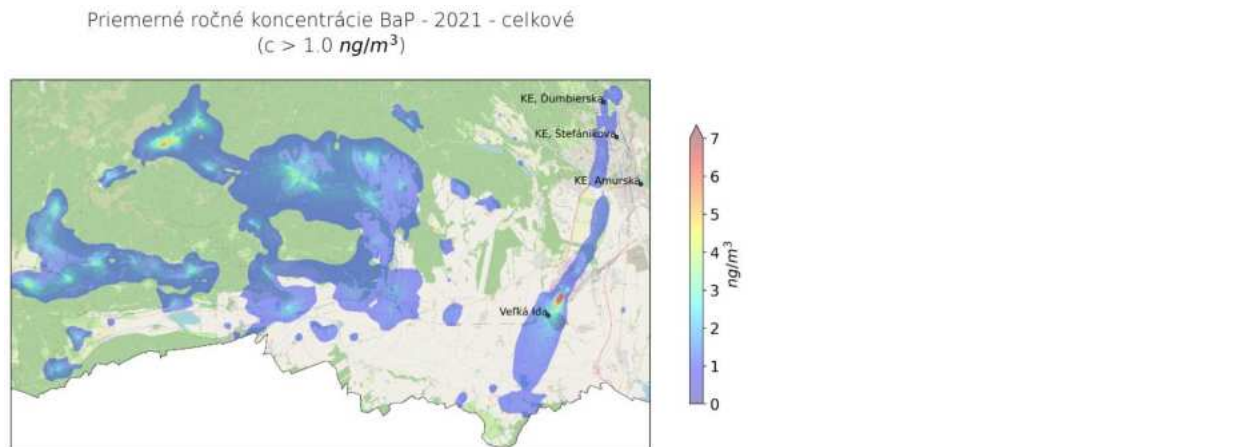 Priemerné ročné koncentrácie BaP - 2021 - celkové
(c > 1.0 ng/m³)
KE, Ďumbierska
KE, Štefánikova
KE, Amurská
Veľká Ida
7
6
5
4
3
2
1
0
ng/m³